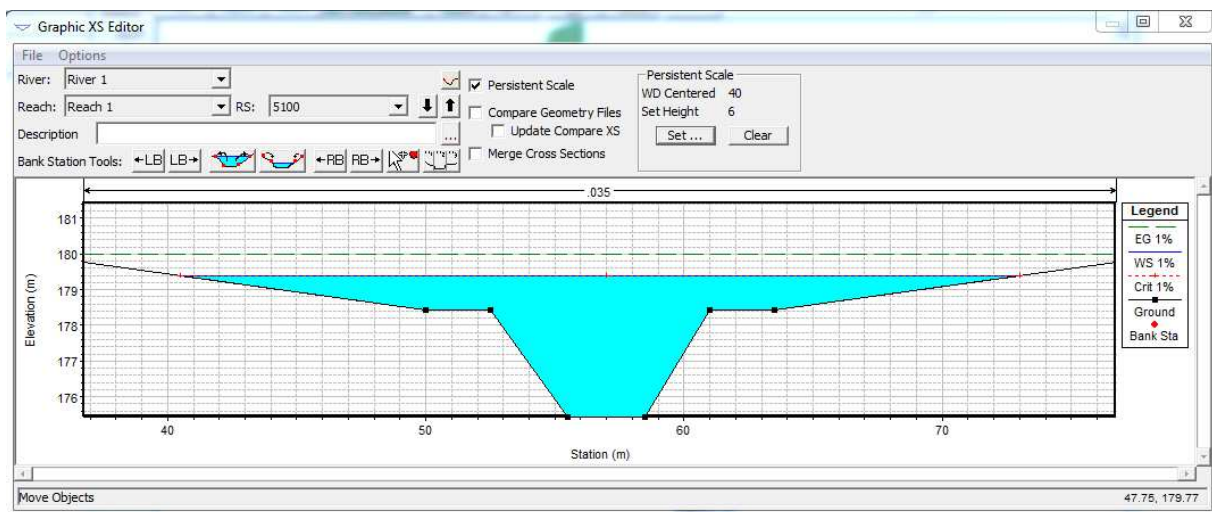 Graphic XS Editor
File Options
River: River 1
Persistent Scale
Persistent Scale
WD Centered 40
Reach: Reach 1 RS: 5100
Compare Geometry Files
Set Height 6
Description ...
Update Compare XS
Set ... Clear
Bank Station Tools: LB LB RB RB
Merge Cross Sections
.035
Legend
EG 1%
WS 1%
Crit 1%
Ground
Bank Sta
181
180
179
178
177
176
Elevation (m)
40 50 60 70
Station (m)
Move Objects 47.75, 179.77